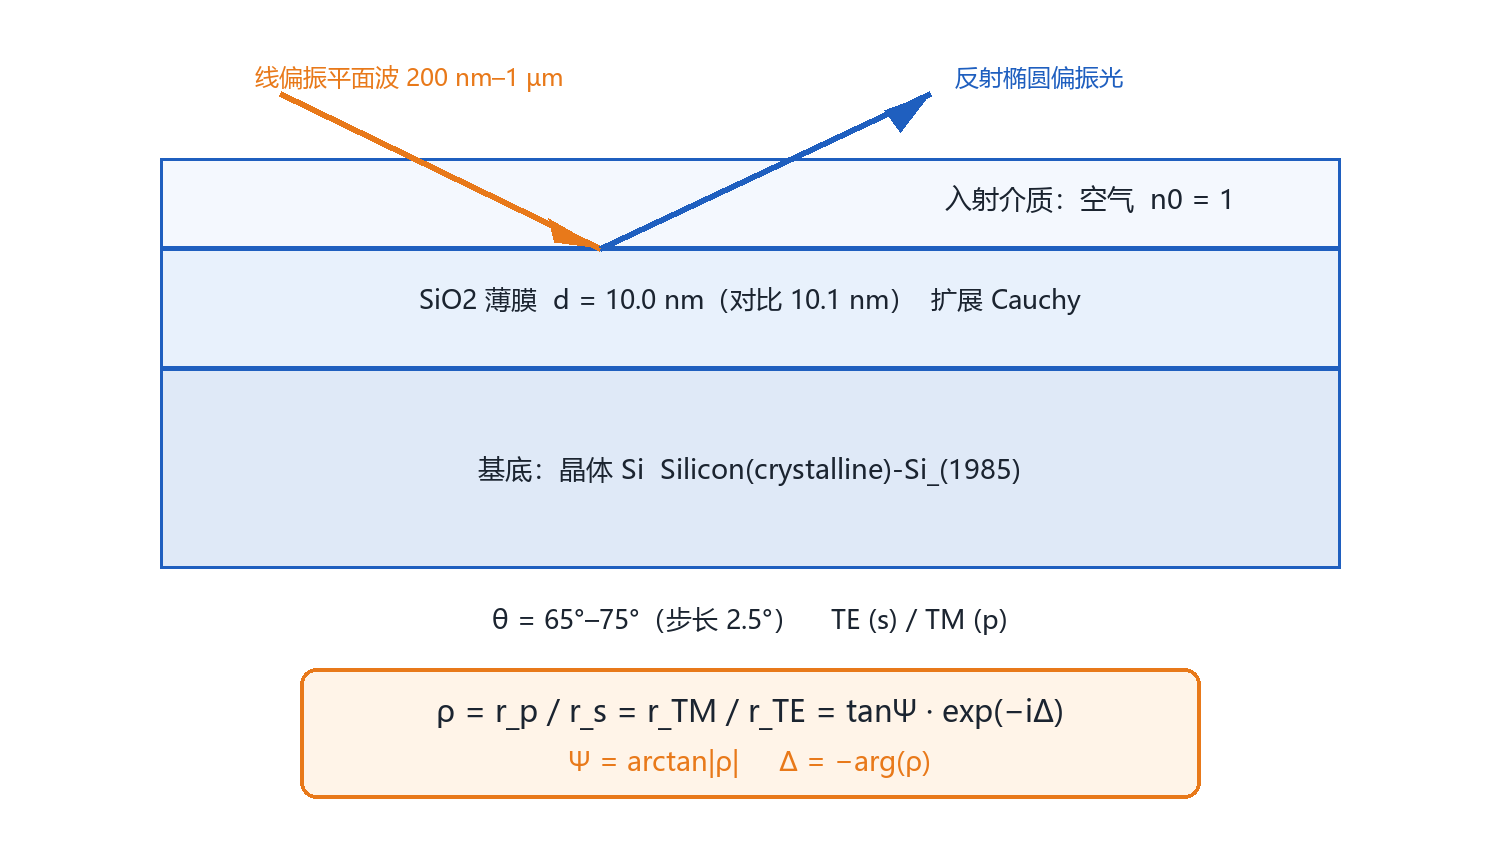 线偏振平面波 200 nm–1 µm
反射椭圆偏振光
入射介质：空气 n0 = 1
SiO2 薄膜 d = 10.0 nm（对比 10.1 nm） 扩展 Cauchy
基底：晶体 Si Silicon(crystalline)-Si_(1985)
θ = 65°–75°（步长 2.5°） TE (s) / TM (p)
ρ = r_p / r_s = r_TM / r_TE = tanΨ · exp(−iΔ)
Ψ = arctan|ρ| Δ = −arg(ρ)